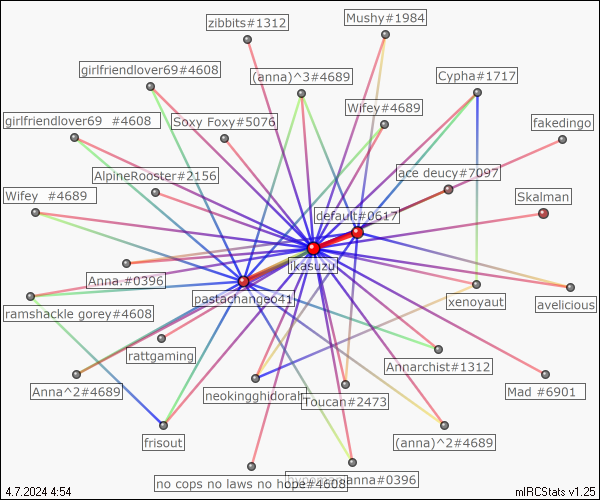 zibbits#1312
Mushy#1984
girlfriendlover69#4608
(anna)^3#4689
Cypha#1717
girlfriendlover69 #4608
Soxy Foxy#5076
Wifey#4689
fakedingo
AlpineRooster#2156
ace deucy#7097
Wifey #4689
Skalman
default#0617
ikasuzu
Anna.#0396
pastachangeo41
xenoyaut
avelicious
ramshackle gorey#4608
rattgaming
Annarchist#1312
Anna^2#4689
neokingghidorah
Toucan#2473
Mad #6901
frisout
(anna)^2#4689
no cops no laws no hope#4608
anna#0396
4.7.2024 4:54
mIRCStats v1.25